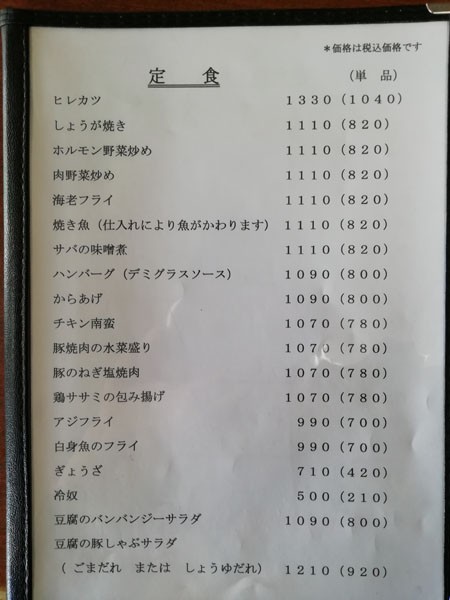 ＊価格は税込価格です
定　食　（単　品）
ヒレカツ　１３３０（１０４０）
しょうが焼き　１１１０（８２０）
ホルモン野菜炒め　１１１０（８２０）
肉野菜炒め　１１１０（８２０）
海老フライ　１１１０（８２０）
焼き魚（仕入れにより魚がかわります）　１１１０（８２０）
サバの味噌煮　１１１０（８２０）
ハンバーグ（デミグラスソース）　１０９０（８００）
からあげ　１０９０（８００）
チキン南蛮　１０７０（７８０）
豚焼肉の水菜盛り　１０７０（７８０）
豚のねぎ塩焼肉　１０７０（７８０）
鶏ササミの包み揚げ　１０７０（７８０）
アジフライ　９９０（７００）
白身魚のフライ　９９０（７００）
ぎょうざ　７１０（４２０）
冷奴　５００（２１０）
豆腐のバンバンジーサラダ　１０９０（８００）
豆腐の豚しゃぶサラダ
（ごまだれ　または　しょうゆだれ）　１２１０（９２０）